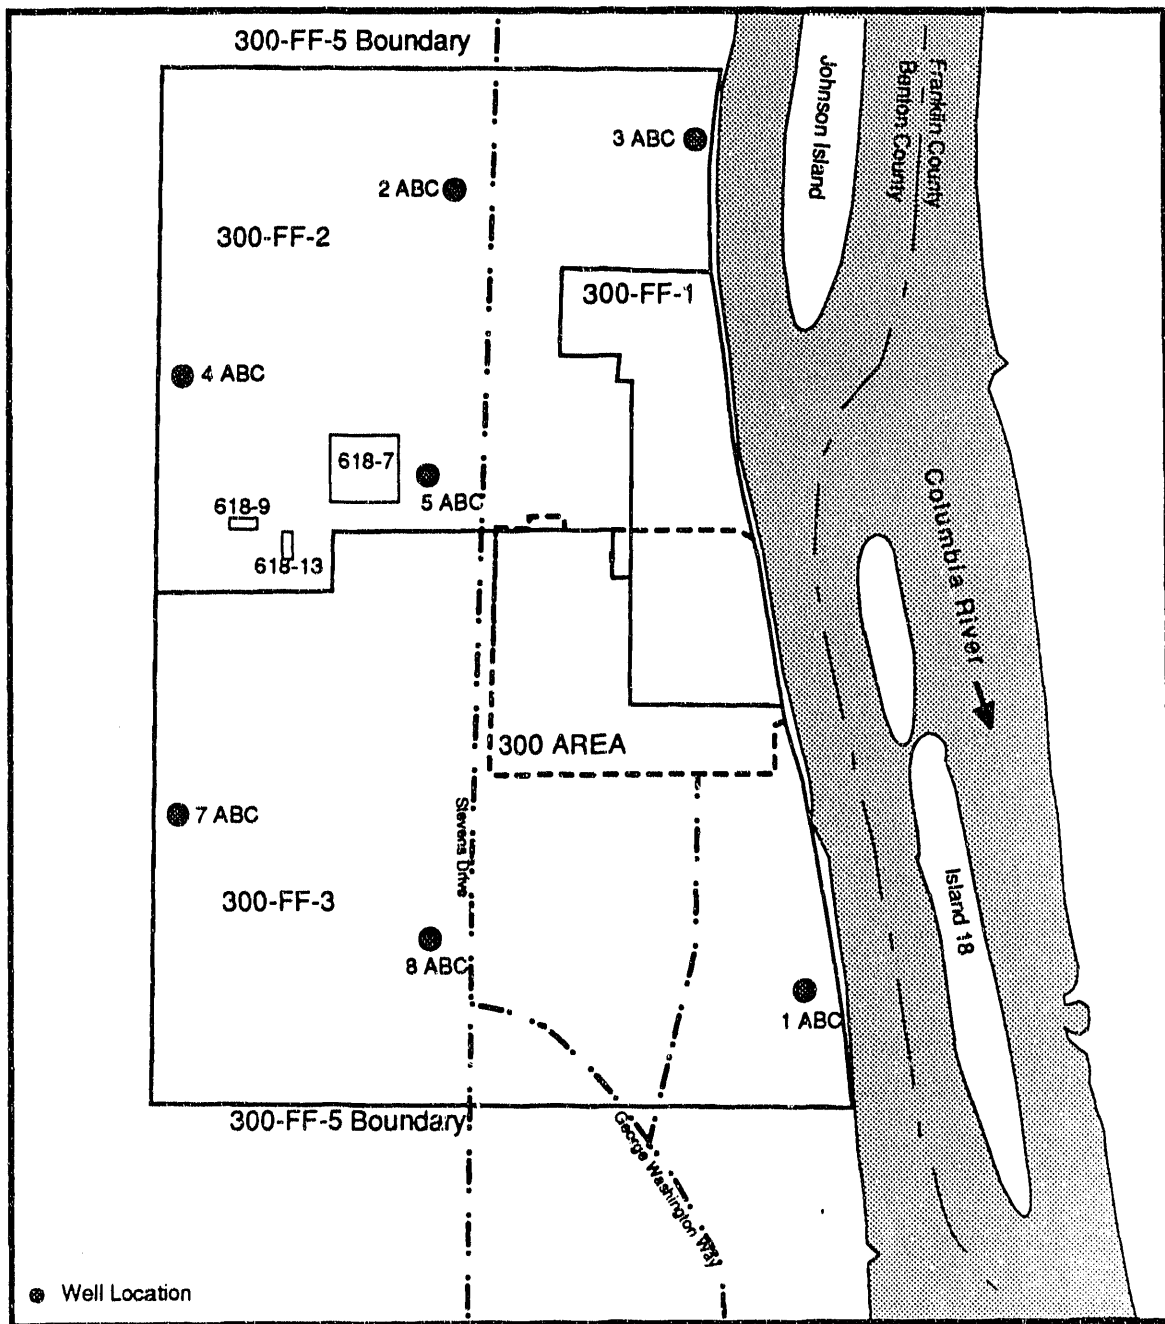 300-FF-5 Boundary
Johnson Island
Franklin County
Benton County
3 ABC
2 ABC
300-FF-2
300-FF-1
4 ABC
618-7
5 ABC
618-9
618-13
Columbia River
300 AREA
7 ABC
Stevens Drive
300-FF-3
Island 18
8 ABC
1 ABC
300-FF-5 Boundary
George Washington Way
Well Location